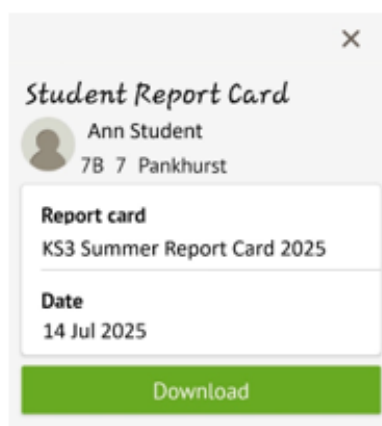 Student Report Card
Ann Student
7B 7 Pankhurst
Report card
KS3 Summer Report Card 2025
Date
14 Jul 2025
Download